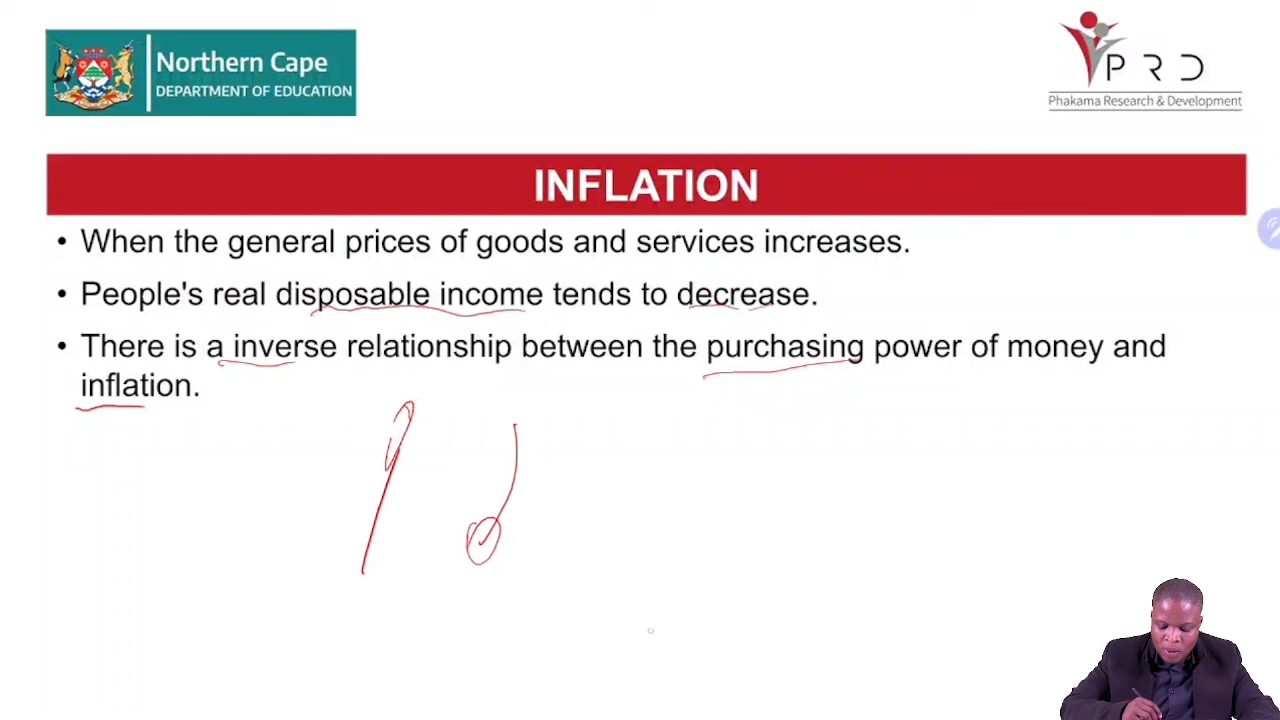 Northern Cape
DEPARTMENT OF EDUCATION
P R D
Phakama Research & Development
INFLATION
• When the general prices of goods and services increases.
• People's real disposable income tends to decrease.
• There is a inverse relationship between the purchasing power of money and
inflation.